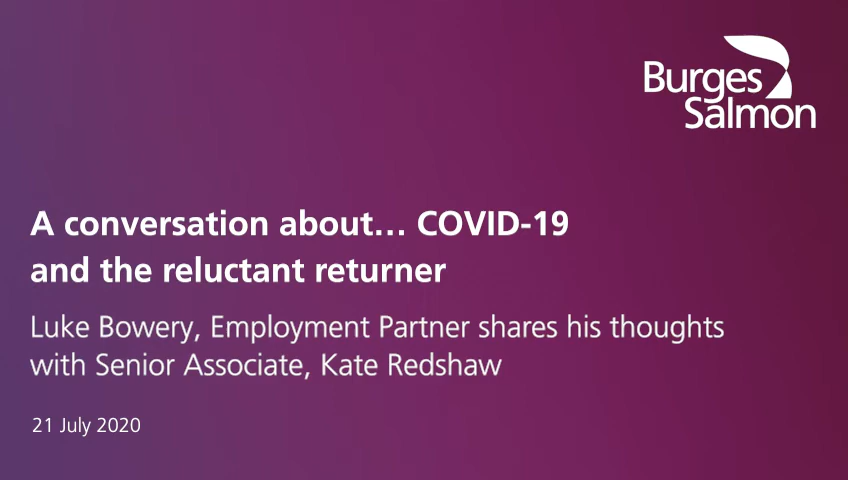 Burges
Salmon
A conversation about... COVID-19
and the reluctant returner
Luke Bowery, Employment Partner shares his thoughts
with Senior Associate, Kate Redshaw
21 July 2020